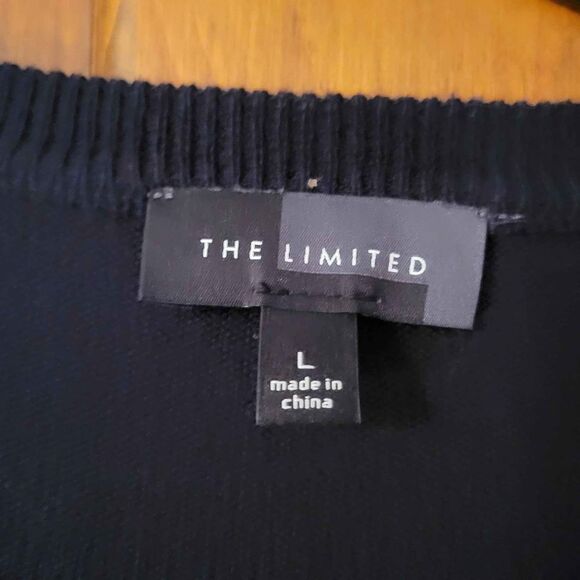 THE LIMITED
L
made in
china